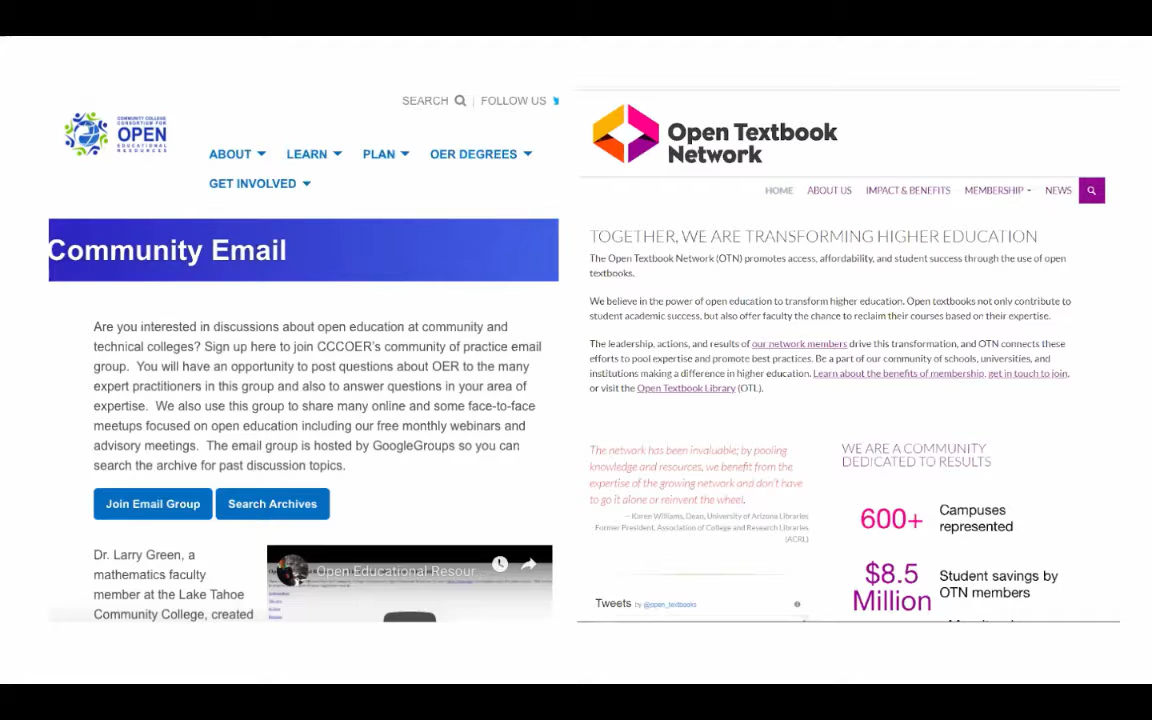 SEARCH | FOLLOW US
COMMUNITY COLLEGE
CONSORTIUM FOR
OPEN
EDUCATIONAL
RESOURCES
ABOUT
LEARN
PLAN
OER DEGREES
GET INVOLVED
Community Email
Are you interested in discussions about open education at community and
technical colleges? Sign up here to join CCCOER's community of practice email
group. You will have an opportunity to post questions about OER to the many
expert practitioners in this group and also to answer questions in your area of
expertise. We also use this group to share many online and some face-to-face
meetups focused on open education including our free monthly webinars and
advisory meetings. The email group is hosted by GoogleGroups so you can
search the archive for past discussion topics.
Join Email Group
Search Archives
Dr. Larry Green, a
mathematics faculty
member at the Lake Tahoe
Community College, created
Open Educational Resour
Open Textbook
Network
HOME
ABOUT US
IMPACT & BENEFITS
MEMBERSHIP
NEWS
TOGETHER, WE ARE TRANSFORMING HIGHER EDUCATION
The Open Textbook Network (OTN) promotes access, affordability, and student success through the use of open
textbooks.
We believe in the power of open education to transform higher education. Open textbooks not only contribute to
student academic success, but also offer faculty the chance to reclaim their courses based on their expertise.
The leadership, actions, and results of our network members drive this transformation, and OTN connects these
efforts to pool expertise and promote best practices. Be a part of our community of schools, universities, and
institutions making a difference in higher education. Learn about the benefits of membership, get in touch to join,
or visit the Open Textbook Library (OTL).
The network has been invaluable; by pooling
knowledge and resources, we benefit from the
expertise of the growing network and don't have
to go it alone or reinvent the wheel.
— Karen Williams, Dean, University of Arizona Libraries
Former President, Association of College and Research Libraries
(ACRL)
Tweets by @open_textbooks
WE ARE A COMMUNITY
DEDICATED TO RESULTS
600+
Campuses
represented
$8.5
Million
Student savings by
OTN members